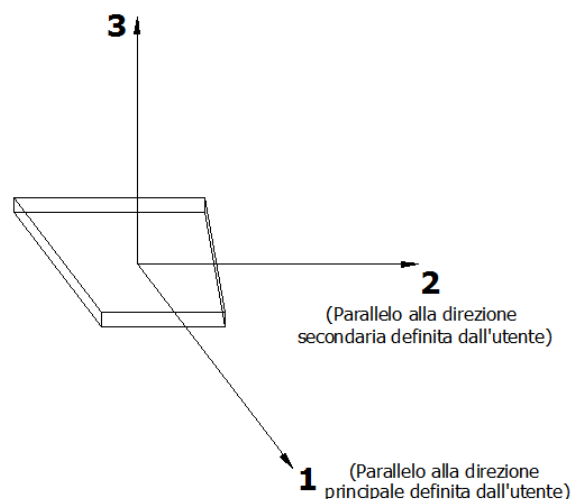 3
2
(Parallelo alla direzione
secondaria definita dall'utente)
1
(Parallelo alla direzione
principale definita dall'utente)